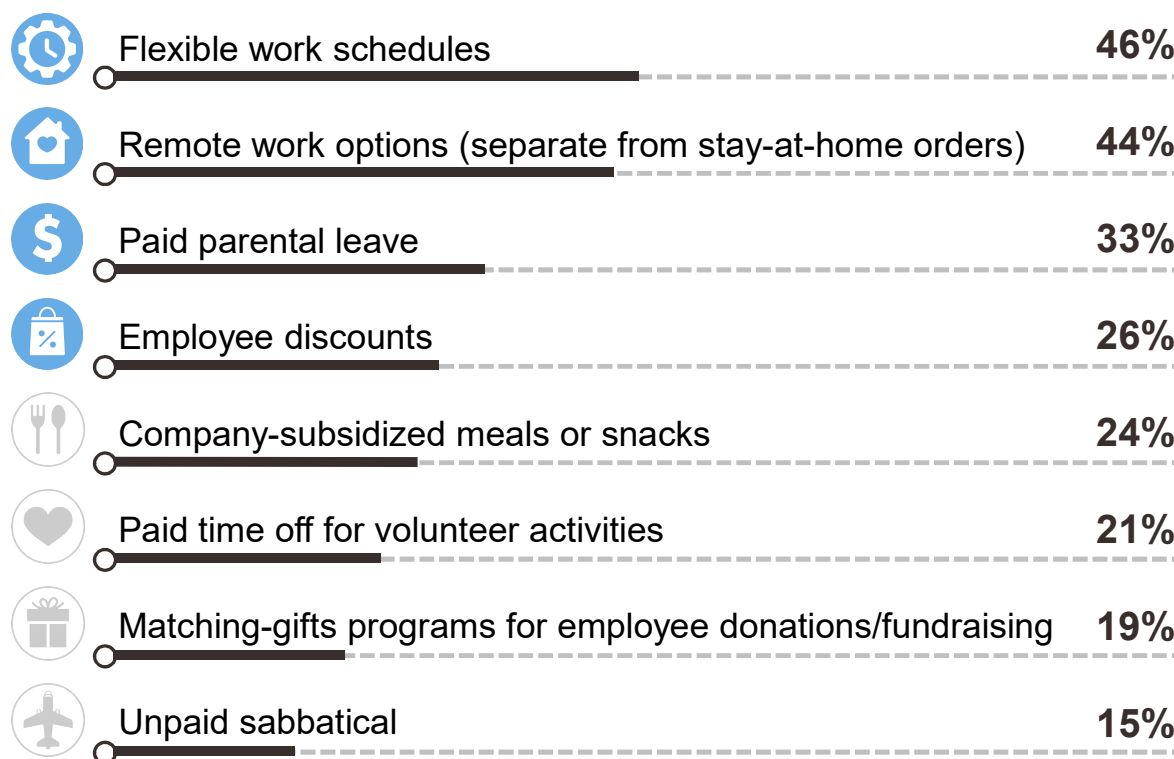 Flexible work schedules 46%
Remote work options (separate from stay-at-home orders) 44%
$ Paid parental leave 33%
% Employee discounts 26%
Company-subsidized meals or snacks 24%
Paid time off for volunteer activities 21%
Matching-gifts programs for employee donations/fundraising 19%
Unpaid sabbatical 15%